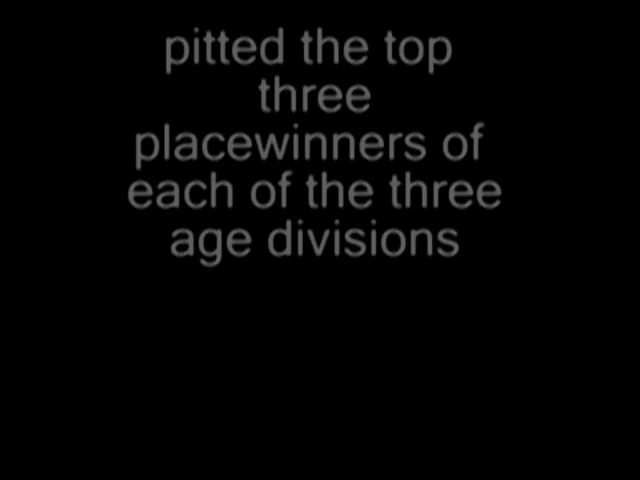 pitted the top
three
placewinners of
each of the three
age divisions